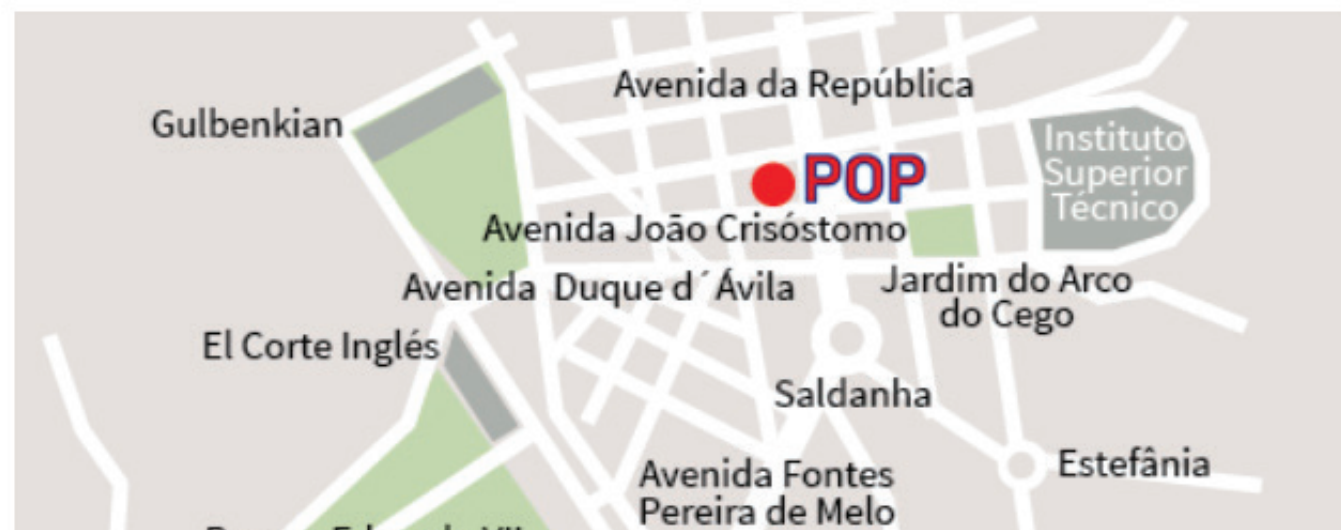 Avenida da República
Gulbenkian
Instituto
Superior
Técnico
POP
Avenida João Crisóstomo
Avenida Duque d´Ávila
Jardim do Arco
do Cego
El Corte Inglés
Saldanha
Avenida Fontes
Pereira de Melo
Estefânia